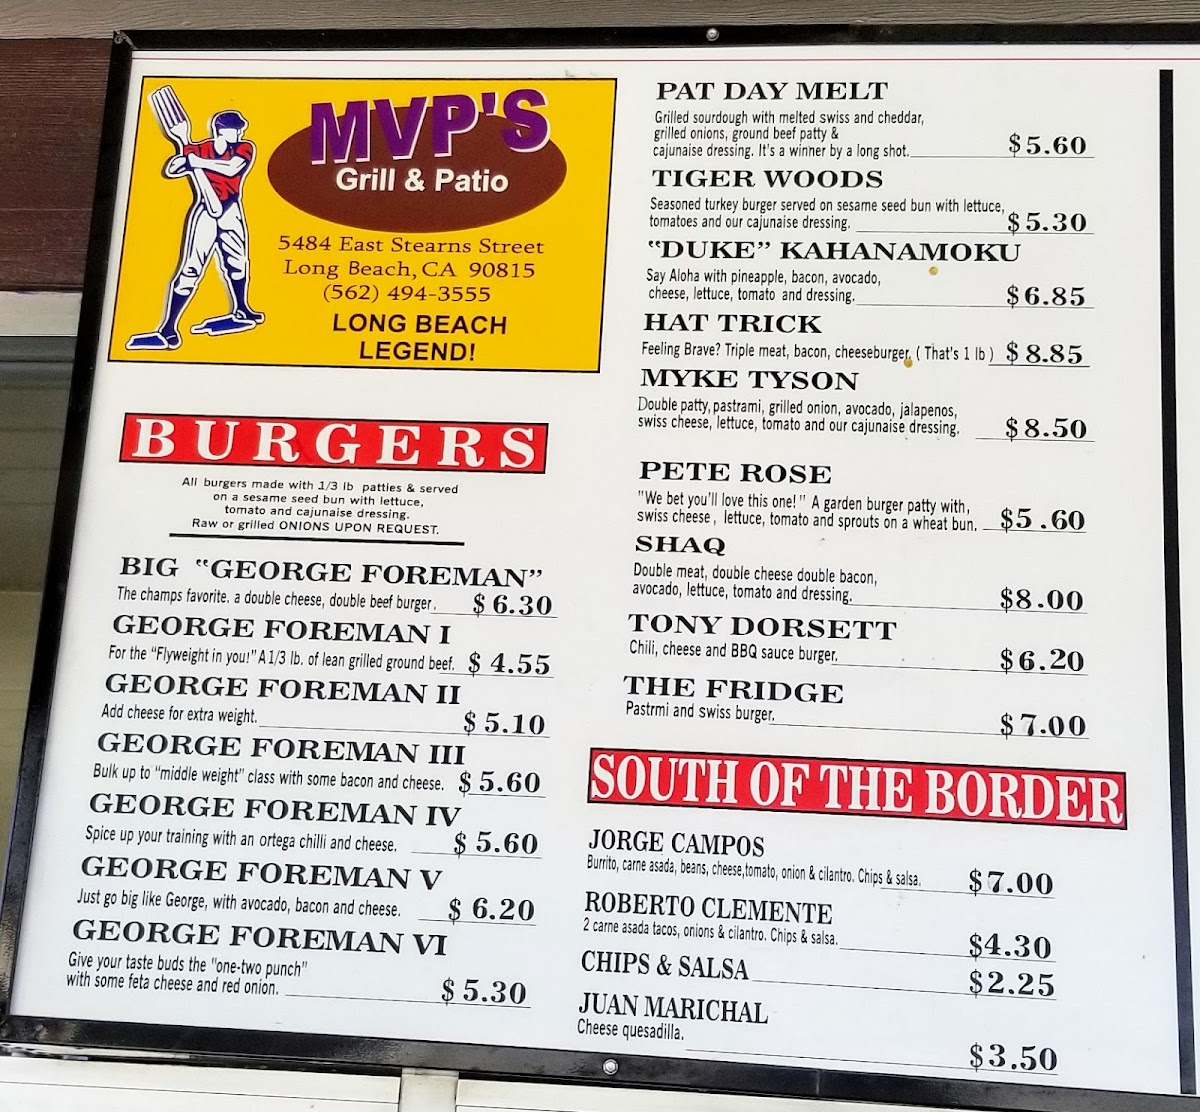 MVP'S
Grill & Patio
5484 East Stearns Street
Long Beach, CA 90815
(562) 494-3555
LONG BEACH
LEGEND!
BURGERS
All burgers made with 1/3 lb patties & served
on a sesame seed bun with lettuce,
tomato and cajunaise dressing.
Raw or grilled ONIONS UPON REQUEST.
BIG "GEORGE FOREMAN"
The champs favorite. a double cheese, double beef burger. $6.30
GEORGE FOREMAN I
For the "Flyweight in you!" A 1/3 lb. of lean grilled ground beef. $4.55
GEORGE FOREMAN II
Add cheese for extra weight. $5.10
GEORGE FOREMAN III
Bulk up to "middle weight" class with some bacon and cheese. $5.60
GEORGE FOREMAN IV
Spice up your training with an ortega chilli and cheese. $5.60
GEORGE FOREMAN V
Just go big like George, with avocado, bacon and cheese. $6.20
GEORGE FOREMAN VI
Give your taste buds the "one-two punch"
with some feta cheese and red onion. $5.30
PAT DAY MELT
Grilled sourdough with melted swiss and cheddar,
grilled onions, ground beef patty &
cajunaise dressing. It's a winner by a long shot. $5.60
TIGER WOODS
Seasoned turkey burger served on sesame seed bun with lettuce,
tomatoes and our cajunaise dressing. $5.30
"DUKE" KAHANAMOKU
Say Aloha with pineapple, bacon, avocado,
cheese, lettuce, tomato and dressing. $6.85
HAT TRICK
Feeling Brave? Triple meat, bacon, cheeseburger. ( That's 1 lb ) $8.85
MYKE TYSON
Double patty, pastrami, grilled onion, avocado, jalapenos,
swiss cheese, lettuce, tomato and our cajunaise dressing. $8.50
PETE ROSE
"We bet you'll love this one!" A garden burger patty with,
swiss cheese, lettuce, tomato and sprouts on a wheat bun. $5.60
SHAQ
Double meat, double cheese double bacon,
avocado, lettuce, tomato and dressing. $8.00
TONY DORSETT
Chili, cheese and BBQ sauce burger. $6.20
THE FRIDGE
Pastrmi and swiss burger. $7.00
SOUTH OF THE BORDER
JORGE CAMPOS
Burrito, carne asada, beans, cheese,tomato, onion & cilantro. Chips & salsa. $7.00
ROBERTO CLEMENTE
2 carne asada tacos, onions & cilantro. Chips & salsa. $4.30
CHIPS & SALSA $2.25
JUAN MARICHAL
Cheese quesadilla. $3.50